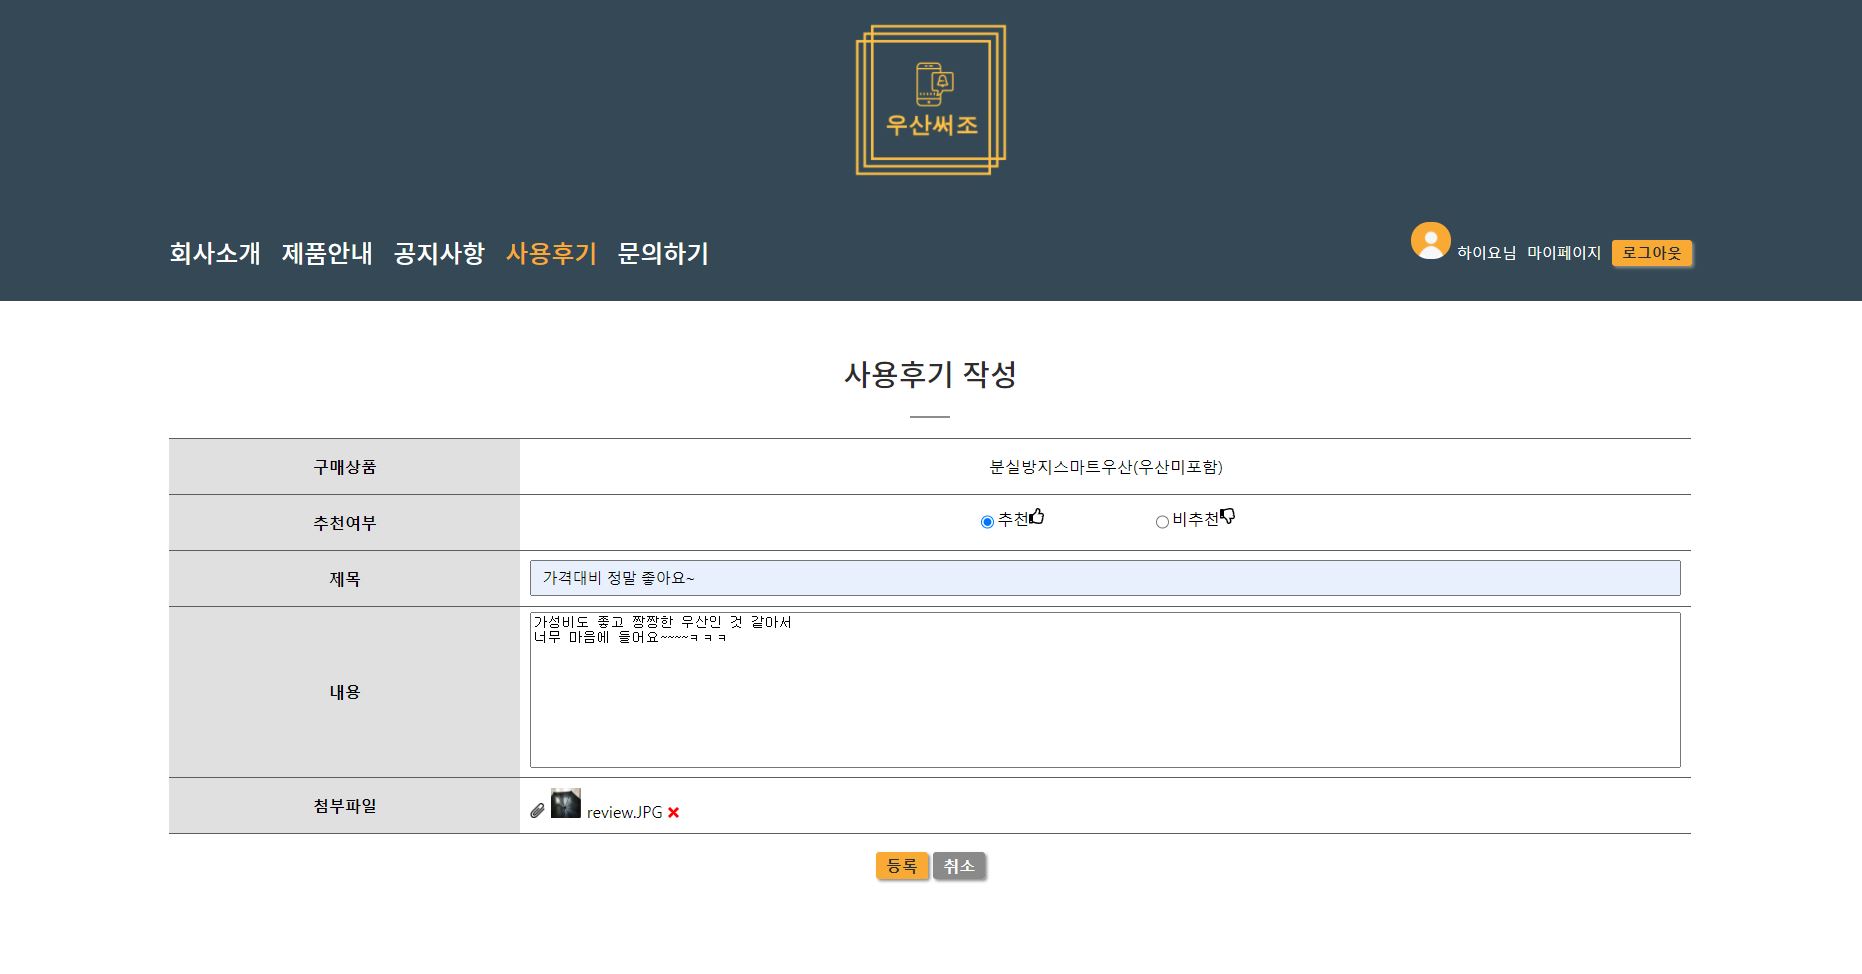 우산써조
회사소개 제품안내 공지사항 사용후기 문의하기
하이요님 마이페이지 로그아웃
사용후기 작성
구매상품 분실방지스마트우산(우산미포함)
추천여부 추천 비추천
제목 가격대비 정말 좋아요~
내용
가성비도 좋고 짱짱한 우산인 것 같아서
너무 마음에 들어요~~~~ㅋㅋㅋ
첨부파일 review.JPG
등록 취소